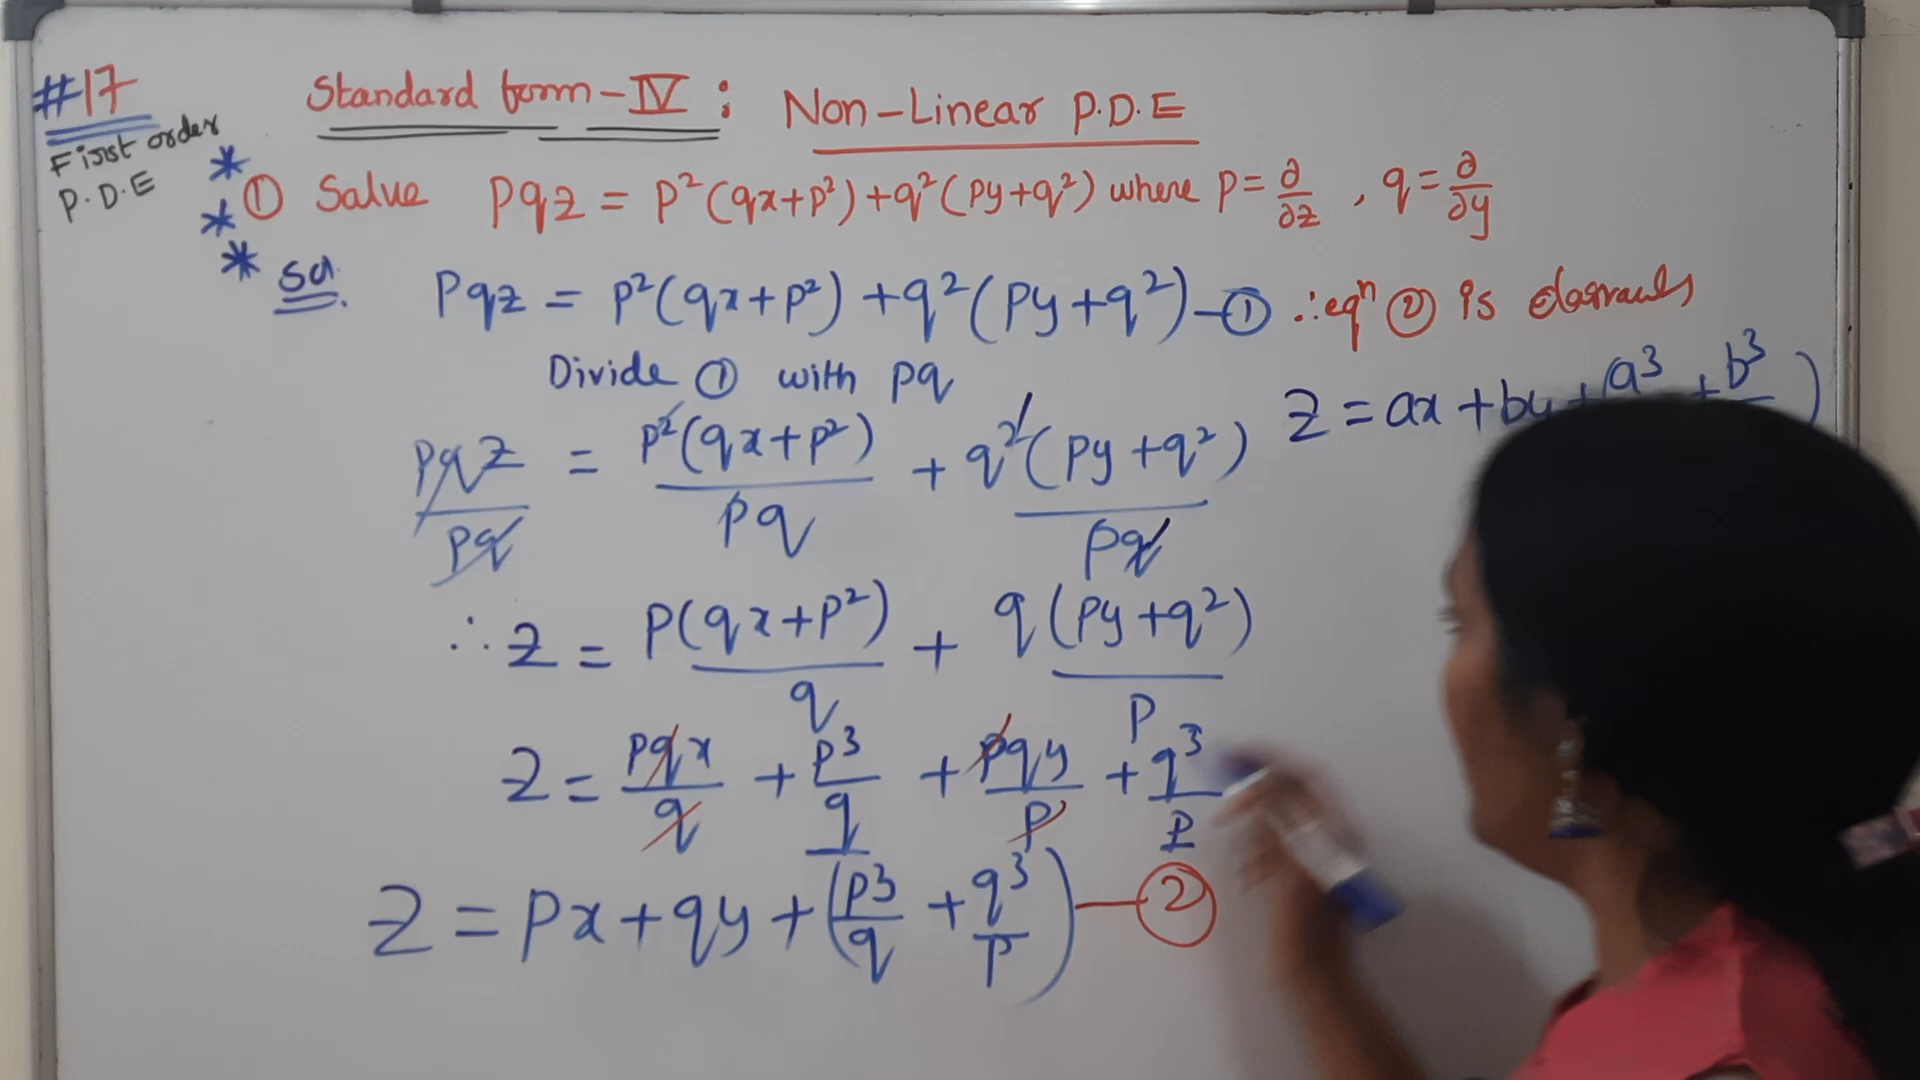 #17
First order
P.D.E
Standard form-IV : Non-Linear P.D.E
* * *
① Solve pqz = p²(qx+p²)+q²(py+q²) where p = ∂/∂z , q = ∂/∂y
Sol. pqz = p²(qx+p²) + q²(py+q²) — ①
Divide ① with pq
pqz/pq = p²(qx+p²)/pq + q²(py+q²)/pq
∴ z = p(qx+p²)/q + q(py+q²)/p
z = pqx/q + p³/q + pqy/p + q³/p
z = px + qy + (p³/q + q³/p) — ②
∴ eqⁿ ② is
z = ax + by + (a³ + b³ )